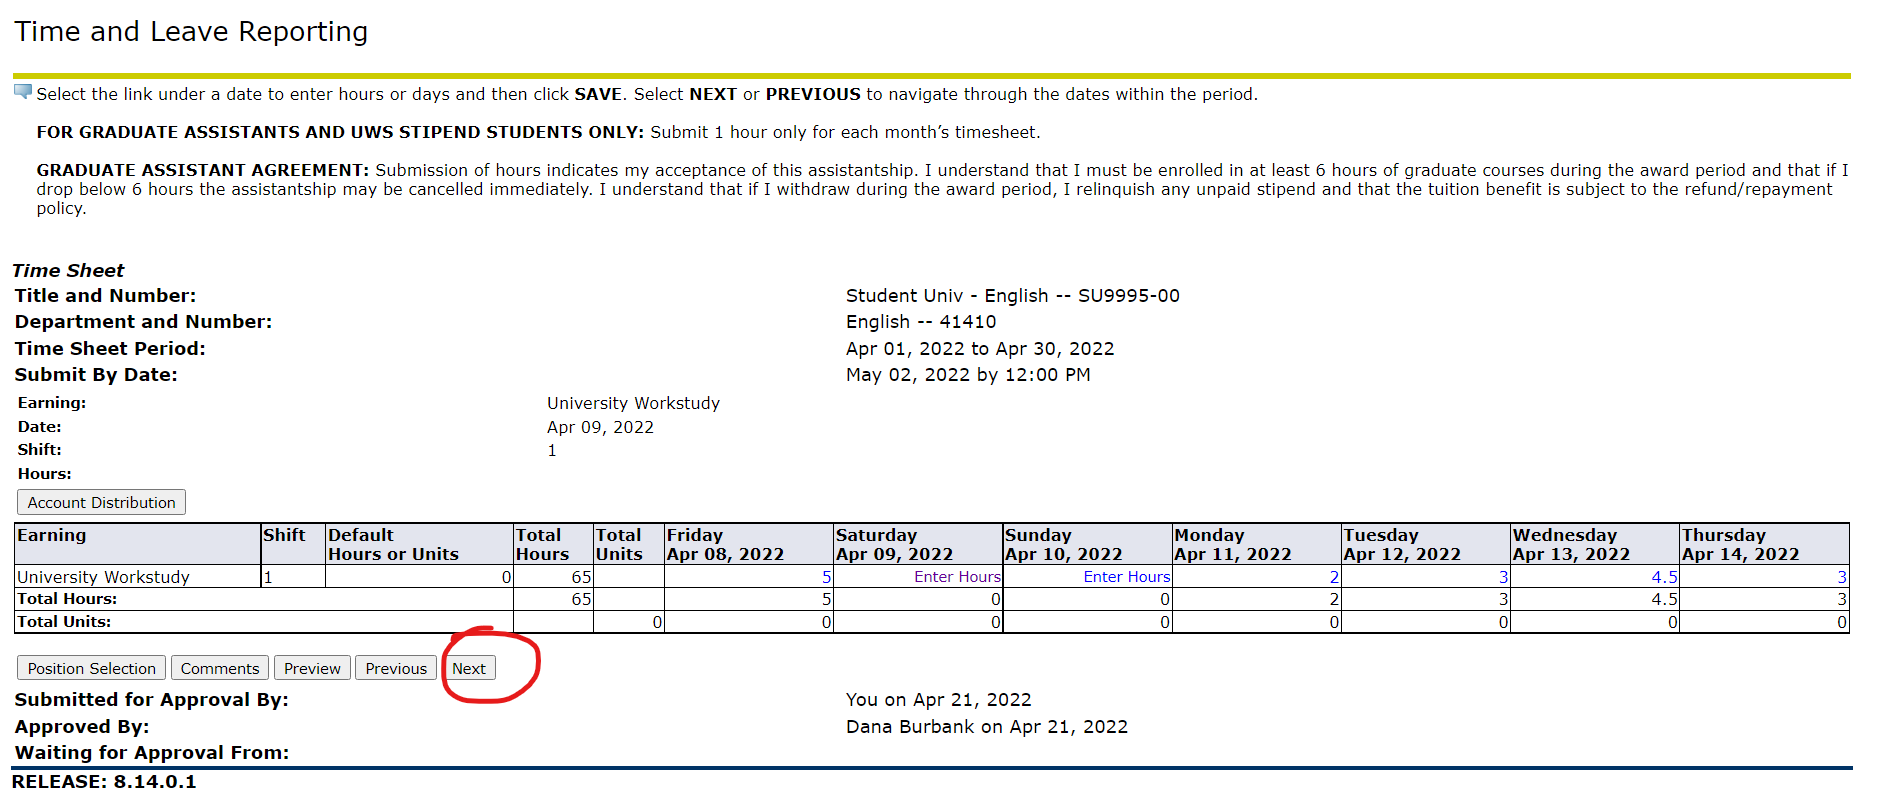 Time and Leave Reporting
Select the link under a date to enter hours or days and then click SAVE. Select NEXT or PREVIOUS to navigate through the dates within the period.
FOR GRADUATE ASSISTANTS AND UWS STIPEND STUDENTS ONLY: Submit 1 hour only for each month’s timesheet.
GRADUATE ASSISTANT AGREEMENT: Submission of hours indicates my acceptance of this assistantship. I understand that I must be enrolled in at least 6 hours of graduate courses during the award period and that if I
drop below 6 hours the assistantship may be cancelled immediately. I understand that if I withdraw during the award period, I relinquish any unpaid stipend and that the tuition benefit is subject to the refund/repayment
policy.
Time Sheet
Title and Number: Student Univ - English -- SU9995-00
Department and Number: English -- 41410
Time Sheet Period: Apr 01, 2022 to Apr 30, 2022
Submit By Date: May 02, 2022 by 12:00 PM
Earning: University Workstudy
Date: Apr 09, 2022
Shift: 1
Hours:
Account Distribution
Earning Shift Default Total Total Friday Saturday Sunday Monday Tuesday Wednesday Thursday
Hours or Units Hours Units Apr 08, 2022 Apr 09, 2022 Apr 10, 2022 Apr 11, 2022 Apr 12, 2022 Apr 13, 2022 Apr 14, 2022
University Workstudy 1 0 65 5 Enter Hours Enter Hours 2 3 4.5 3
Total Hours: 65 5 0 0 2 3 4.5 3
Total Units: 0 0 0 0 0 0 0 0
Position Selection Comments Preview Previous Next
Submitted for Approval By: You on Apr 21, 2022
Approved By: Dana Burbank on Apr 21, 2022
Waiting for Approval From:
RELEASE: 8.14.0.1